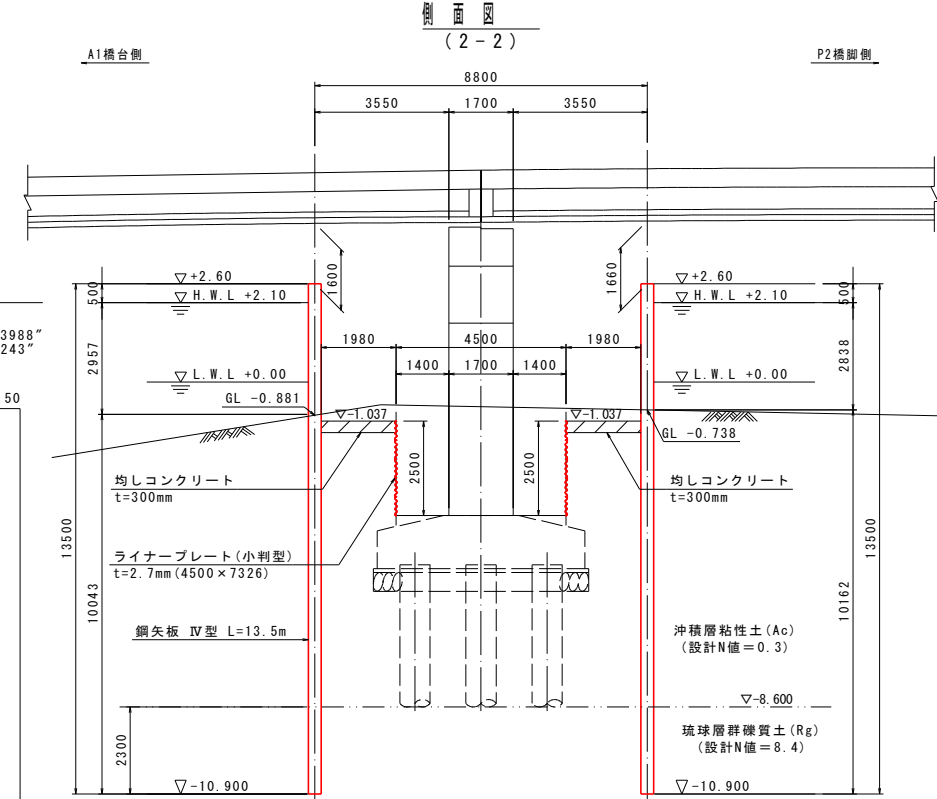 側面図
(2-2)
A1橋台側
P2橋脚側
8800
3550
1700
3550
1600
1660
+2.60
+2.60
500
500
H.W.L +2.10
H.W.L +2.10
3988″
243″
1980
4500
1980
2957
2838
1400
1700
1400
L.W.L +0.00
L.W.L +0.00
50
GL -0.881
-1.037
-1.037
GL -0.738
2500
2500
均しコンクリート
t=300mm
均しコンクリート
t=300mm
13500
13500
ライナープレート(小判型)
t=2.7mm(4500×7326)
10043
10162
鋼矢板 Ⅳ型 L=13.5m
沖積層粘性土(Ac)
(設計N値=0.3)
-8.600
2300
琉球層群礫質土(Rg)
(設計N値=8.4)
-10.900
-10.900